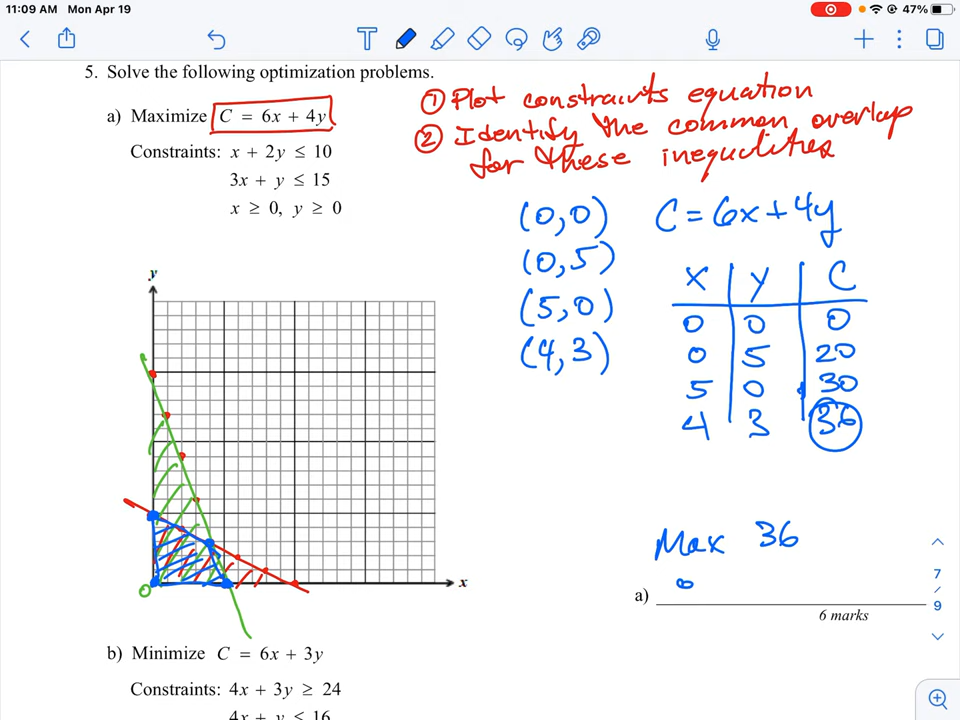 11:09 AM Mon Apr 19
47%
5. Solve the following optimization problems.
a) Maximize C = 6x + 4y
Constraints: x + 2y ≤ 10
3x + y ≤ 15
x ≥ 0, y ≥ 0
① Plot constraints equation
② Identify the common overlap
for these inequalities
(0,0)
(0,5)
(5,0)
(4,3)
C = 6x + 4y
x y C
0 0 0
0 5 20
5 0 30
4 3 36
y
x
0
Max 36
a)
6 marks
7
/
9
b) Minimize C = 6x + 3y
Constraints: 4x + 3y ≥ 24
4x + y ≤ 16